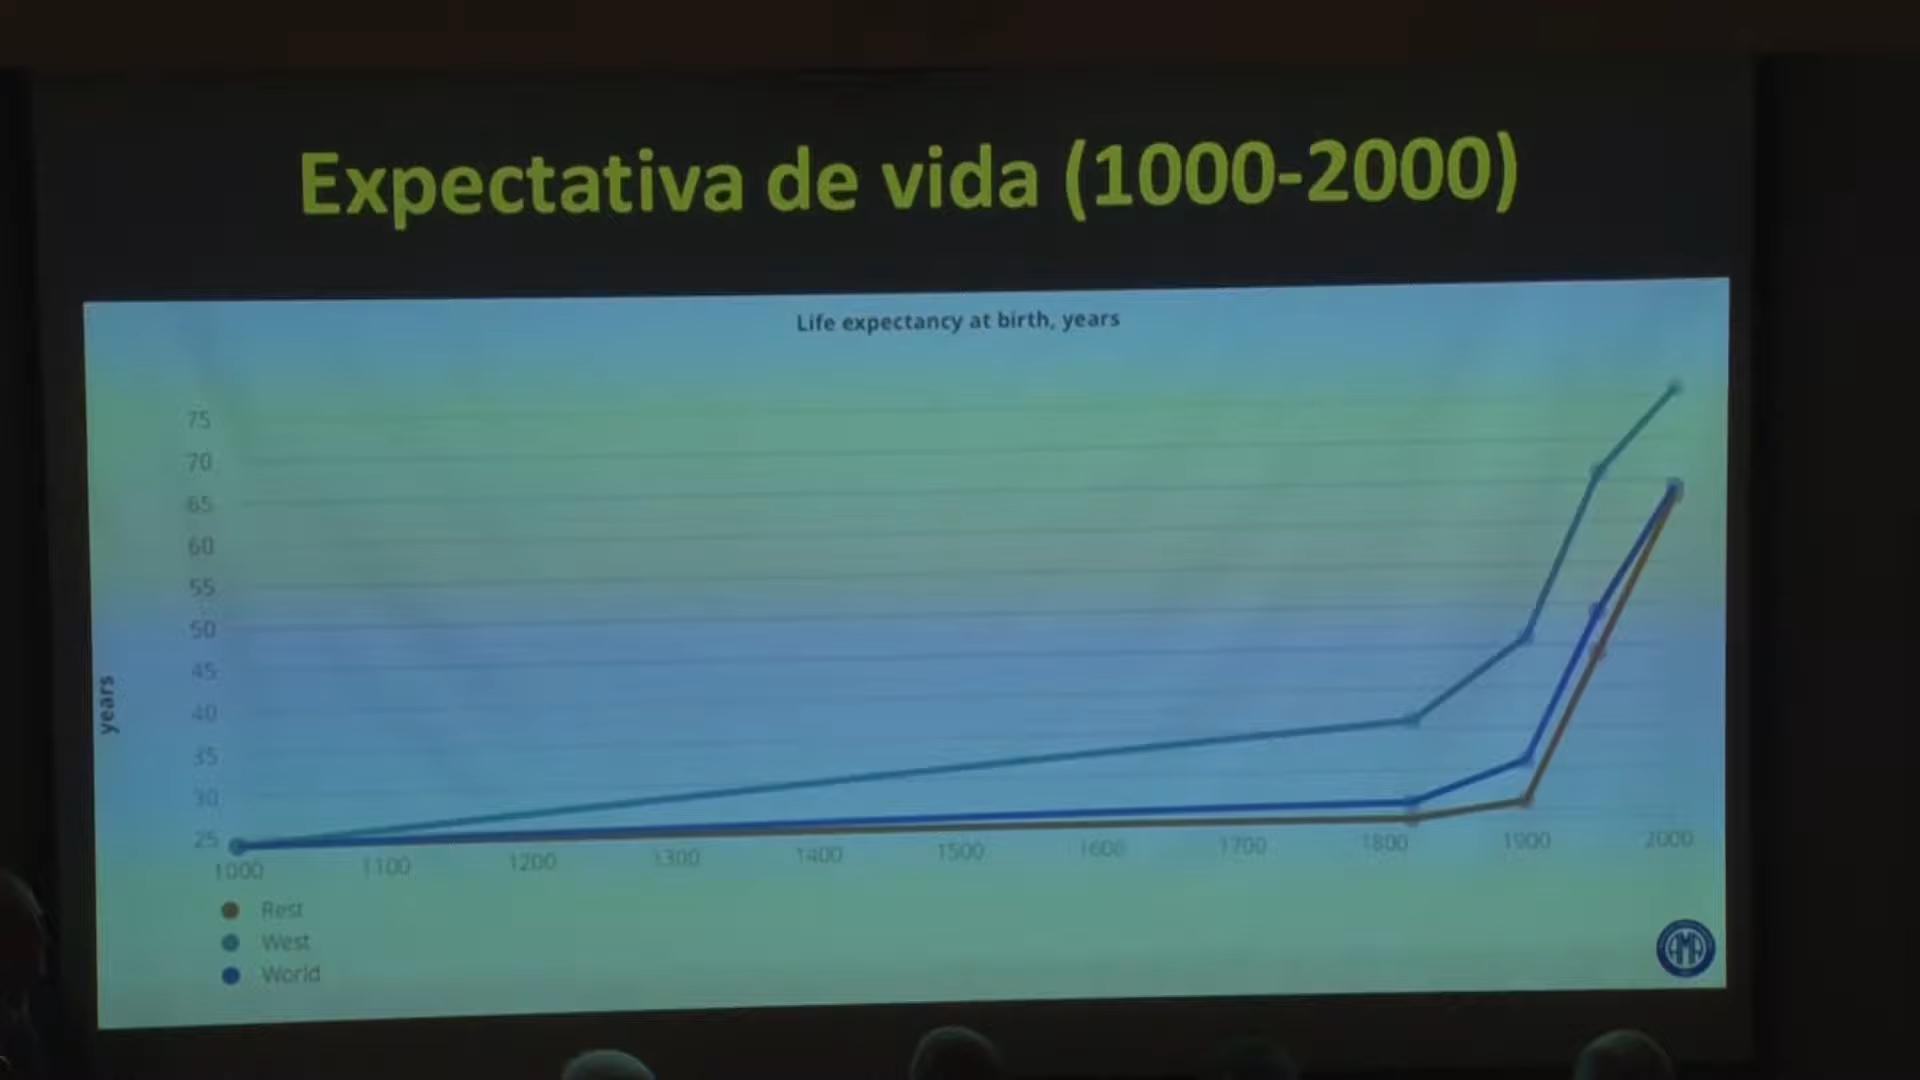 Expectativa de vida (1000-2000)
Life expectancy at birth, years
75
70
65
60
55
50
45
40
35
30
25
years
1000 1100 1200 1300 1400 1500 1600 1700 1800 1900 2000
Rest
West
World
AMA